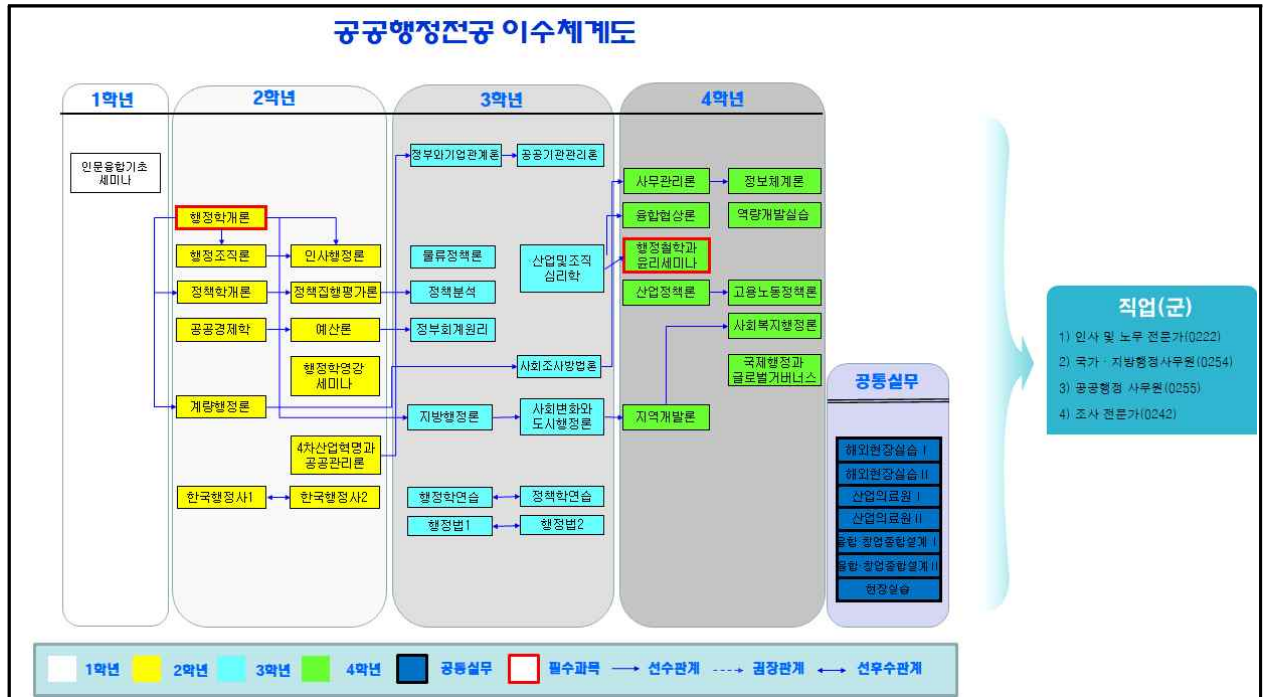 공공행정전공 이수체계도
1학년
2학년
3학년
4학년
인문융합기초
세미나
정부와기업관계론
공공기관관리론
사무관리론
정보체계론
행정학개론
융합협상론
역량개발실습
행정조직론
인사행정론
물류정책론
산업및조직
심리학
행정철학과
윤리세미나
정책학개론
정책집행평가론
정책분석
산업정책론
고용노동정책론
공공경제학
예산론
정부회계원리
사회복지행정론
행정학영강
세미나
사회조사방법론
국제행정과
글로벌거버넌스
계량행정론
지방행정론
사회변화와
도시행정론
지역개발론
4차산업혁명과
공공관리론
한국행정사1
한국행정사2
행정학연습
정책학연습
행정법1
행정법2
공통실무
해외현장실습 I
해외현장실습 II
산업의료원 I
산업의료원 II
융합 창업종합설계 I
융합 창업종합설계 II
현장실습
직업(군)
1) 인사 및 노무 전문가(0222)
2) 국가·지방행정사무원(0254)
3) 공공행정 사무원(0255)
4) 조사 전문가(0242)
1학년
2학년
3학년
4학년
공통실무
필수과목
선수관계
권장관계
선후수관계